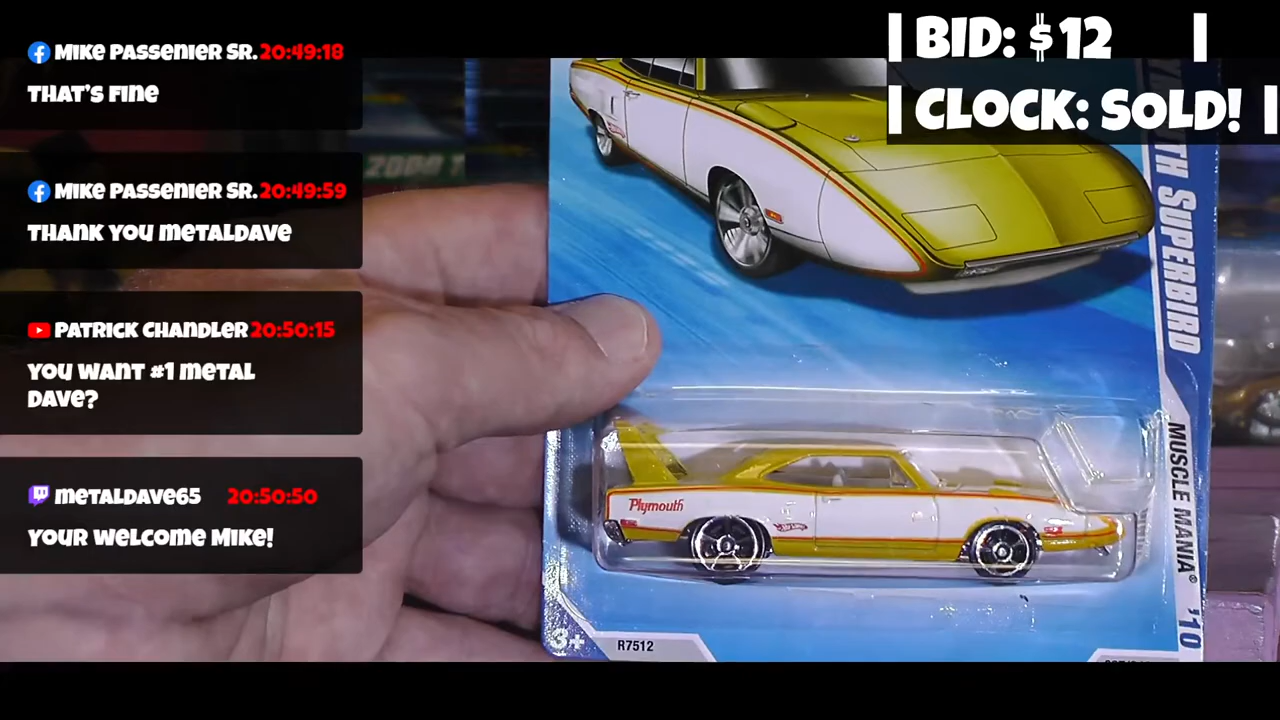 MIKE PASSENIER SR. 20:49:18
THAT'S FINE
MIKE PASSENIER SR. 20:49:59
THANK YOU METALDAVE
PATRICK CHANDLER 20:50:15
YOU WANT #1 METAL
DAVE?
METALDAVE65 20:50:50
YOUR WELCOME MIKE!
| BID: $12 |
| CLOCK: SOLD! |
SUPERBIRD
MUSCLE MANIA® '10
Plymouth
3+
R7512